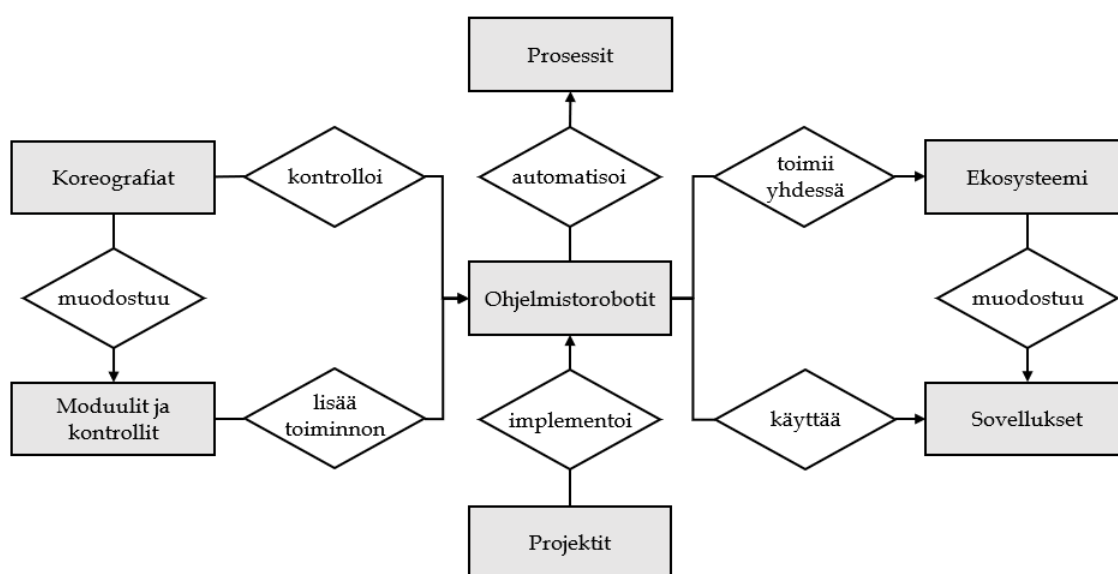 Prosessit
Koreografiat
kontrolloi
automatisoi
toimii
yhdessä
Ekosysteemi
muodostuu
Ohjelmistorobotit
muodostuu
Moduulit ja
kontrollit
lisää
toiminnon
implementoi
käyttää
Sovellukset
Projektit